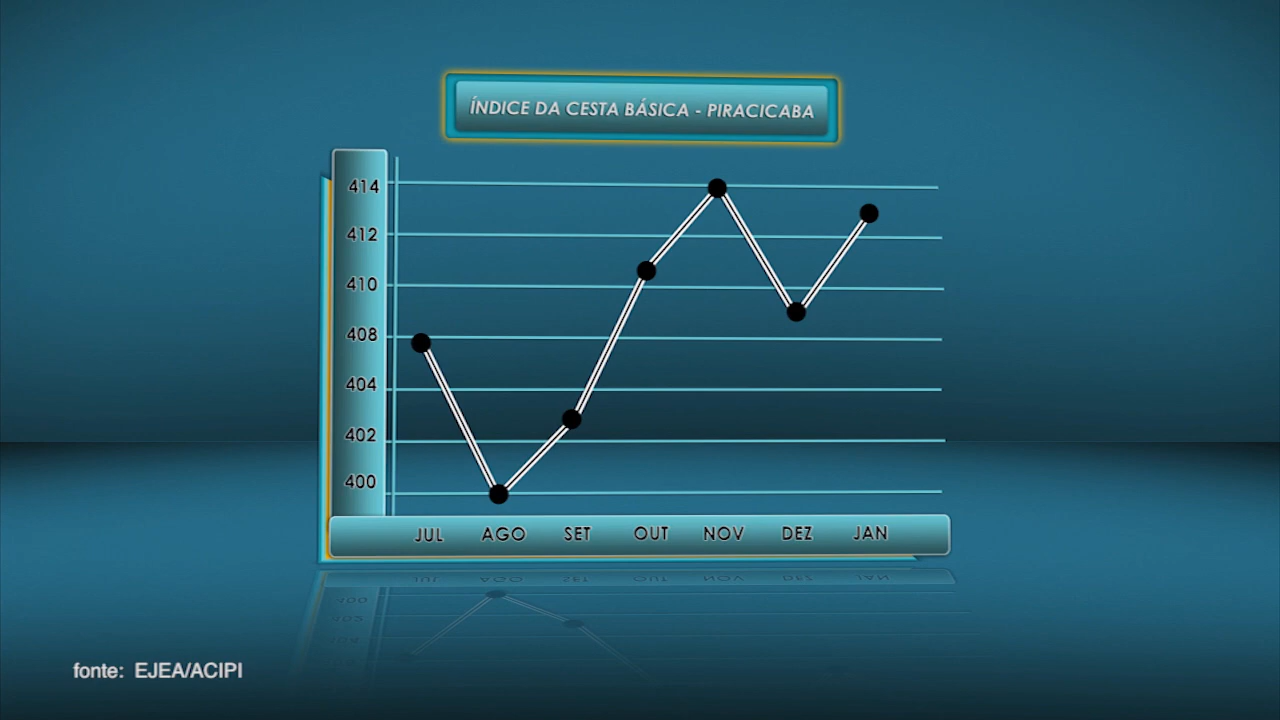 ÍNDICE DA CESTA BÁSICA - PIRACICABA
414
412
410
408
404
402
400
JUL AGO SET OUT NOV DEZ JAN
fonte: EJEA/ACIPI